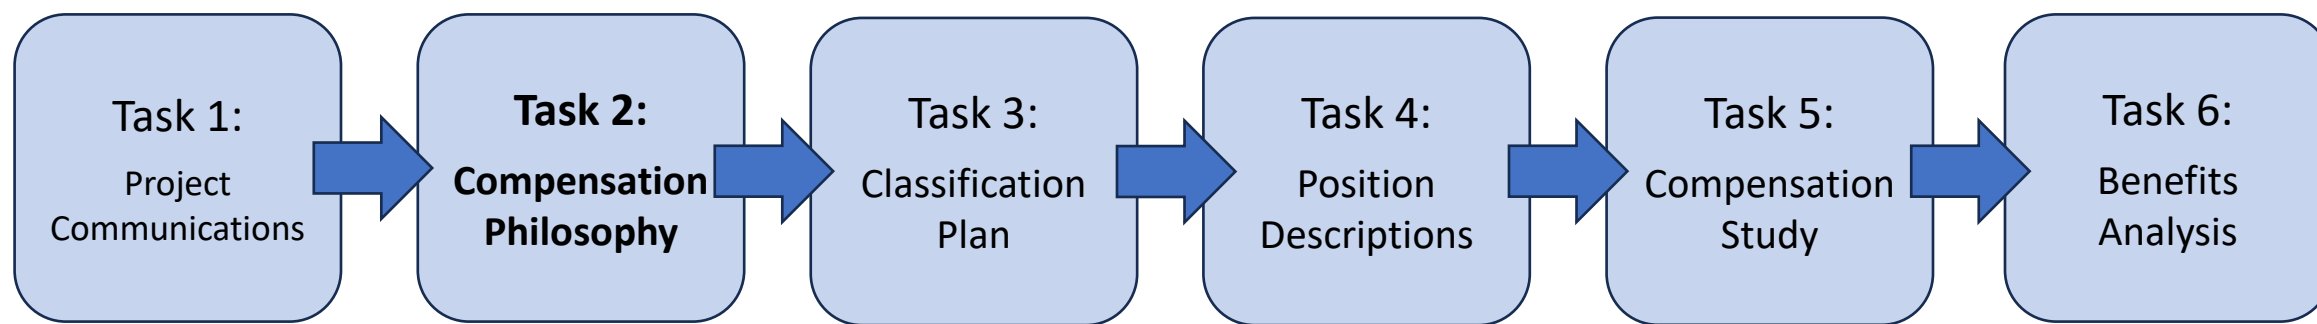 Task 1:
Project
Communications
Task 2:
Compensation
Philosophy
Task 3:
Classification
Plan
Task 4:
Position
Descriptions
Task 5:
Compensation
Study
Task 6:
Benefits
Analysis